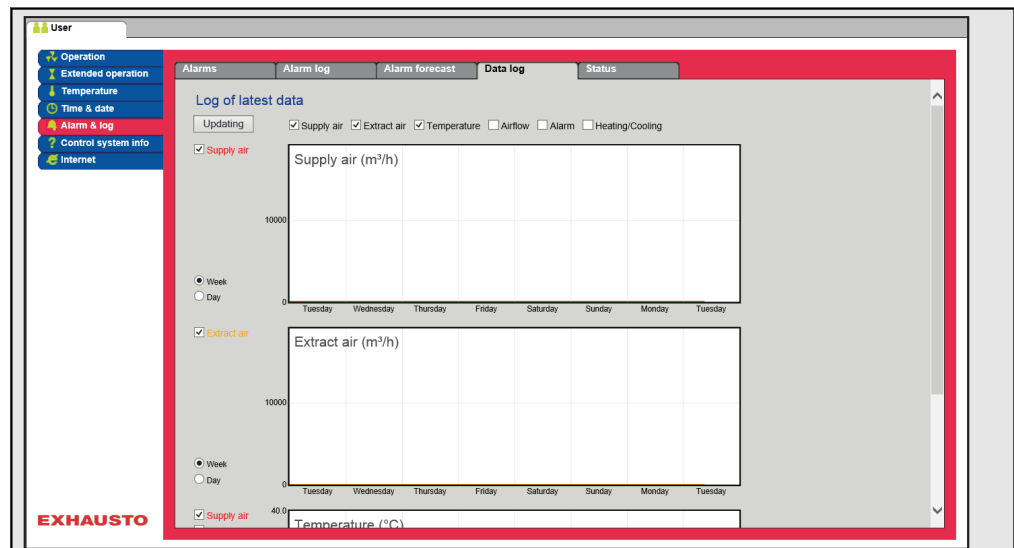 User
Operation
Extended operation
Temperature
Time & date
Alarm & log
Control system info
Internet
Alarms Alarm log Alarm forecast Data log Status
Log of latest data
Updating Supply air Extract air Temperature Airflow Alarm Heating/Cooling
Supply air
Supply air (m³/h)
10000
Week
Day
0
Tuesday Wednesday Thursday Friday Saturday Sunday Monday Tuesday
Extract air
Extract air (m³/h)
10000
Week
Day
0
Tuesday Wednesday Thursday Friday Saturday Sunday Monday Tuesday
Supply air
40.0
Temperature (°C)
EXHAUSTO